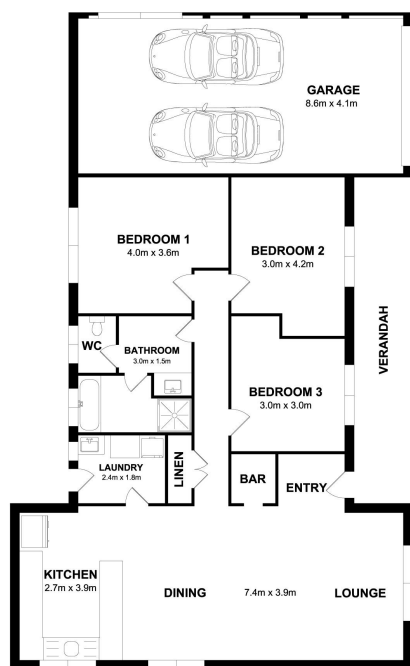 GARAGE
8.6m x 4.1m
BEDROOM 1
4.0m x 3.6m
BEDROOM 2
3.0m x 4.2m
VERANDAH
WC
BATHROOM
3.0m x 1.5m
BEDROOM 3
3.0m x 3.0m
LAUNDRY
2.4m x 1.8m
LINEN
BAR
ENTRY
KITCHEN
2.7m x 3.9m
DINING
7.4m x 3.9m
LOUNGE